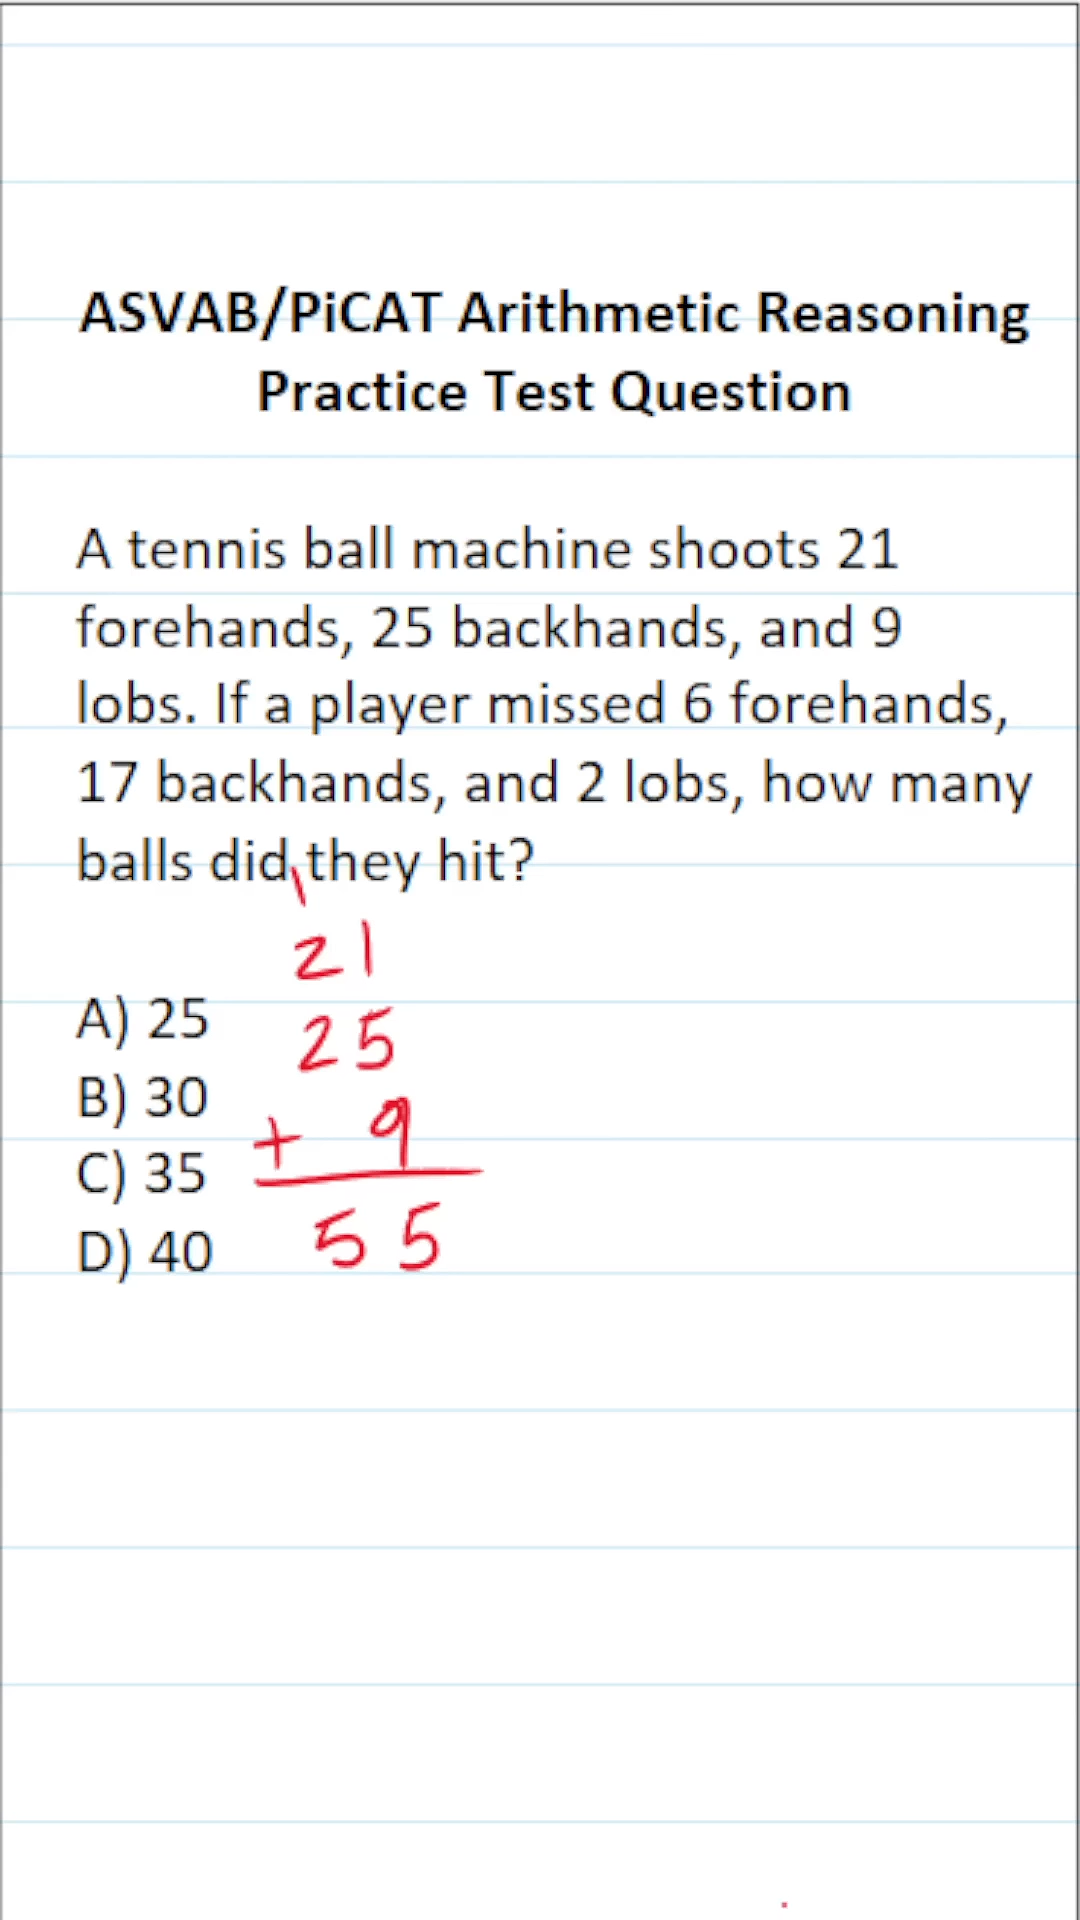 ASVAB/PiCAT Arithmetic Reasoning
Practice Test Question
A tennis ball machine shoots 21
forehands, 25 backhands, and 9
lobs. If a player missed 6 forehands,
17 backhands, and 2 lobs, how many
balls did they hit?
A) 25
B) 30
C) 35
D) 40
1
21
25
+ 9
55